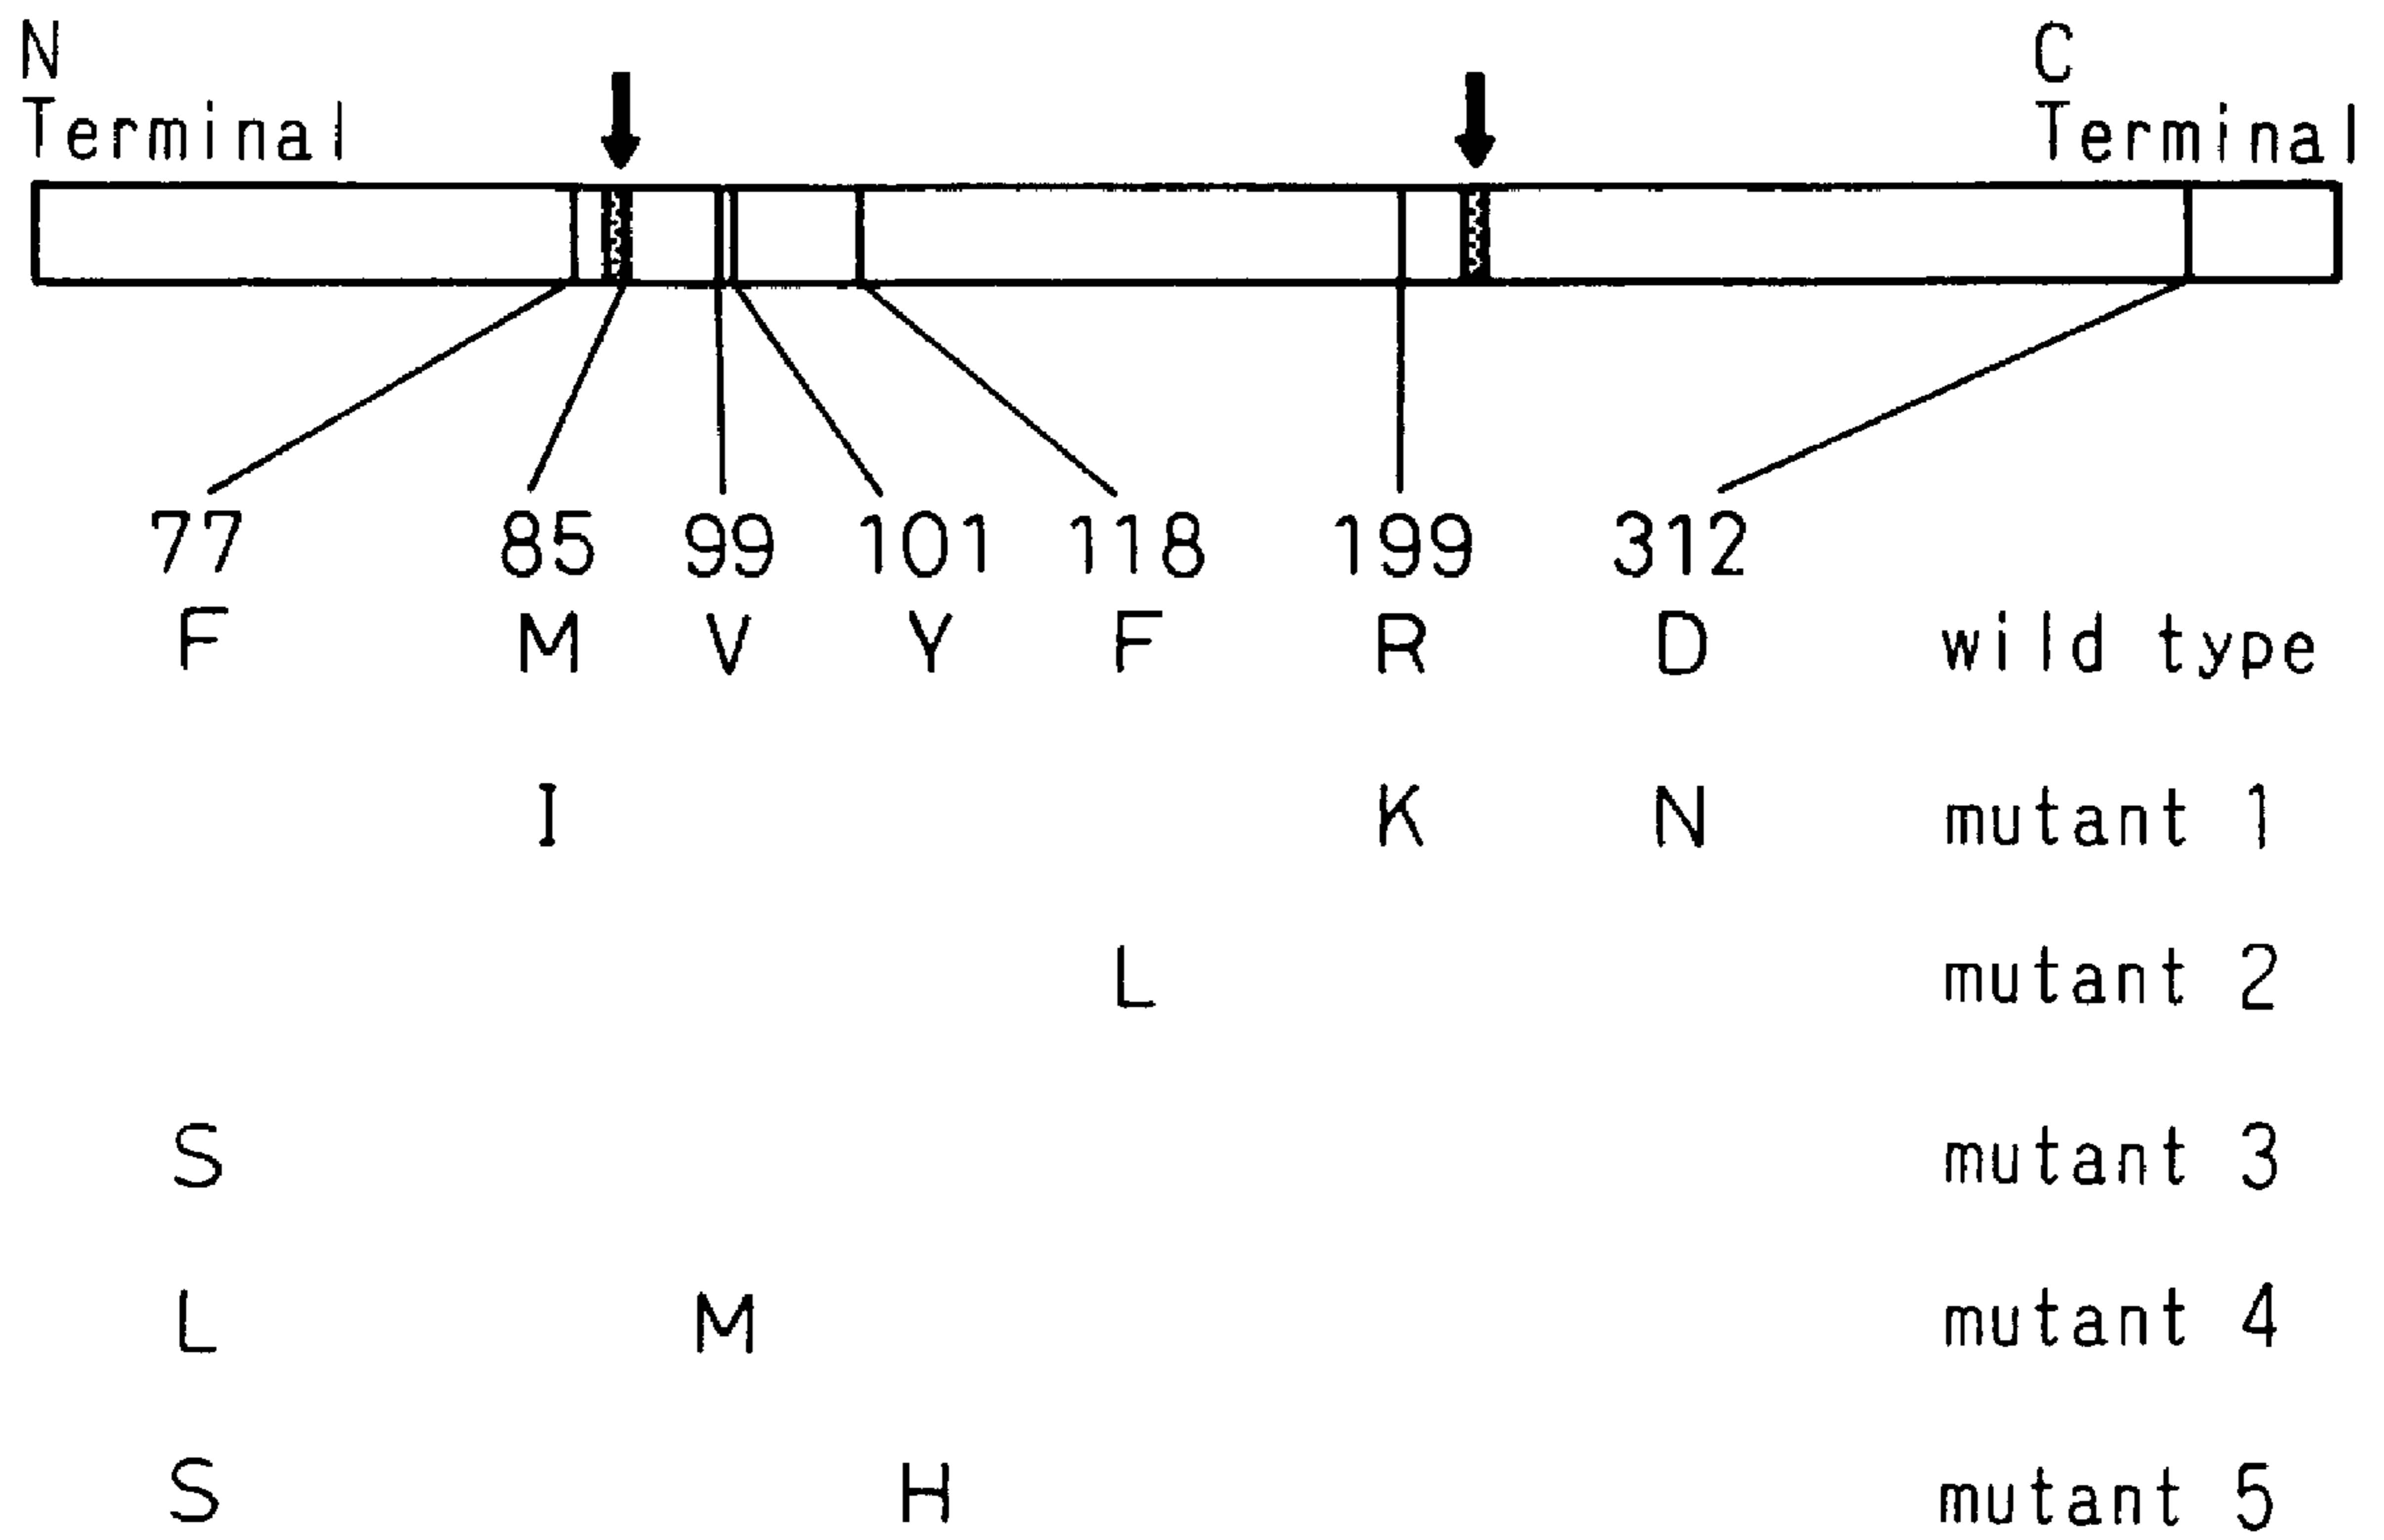 N C
Terminal Terminal
77 85 99 101 118 199 312
F M V Y F R D wild type
I K N mutant 1
L mutant 2
S mutant 3
L M mutant 4
S H mutant 5